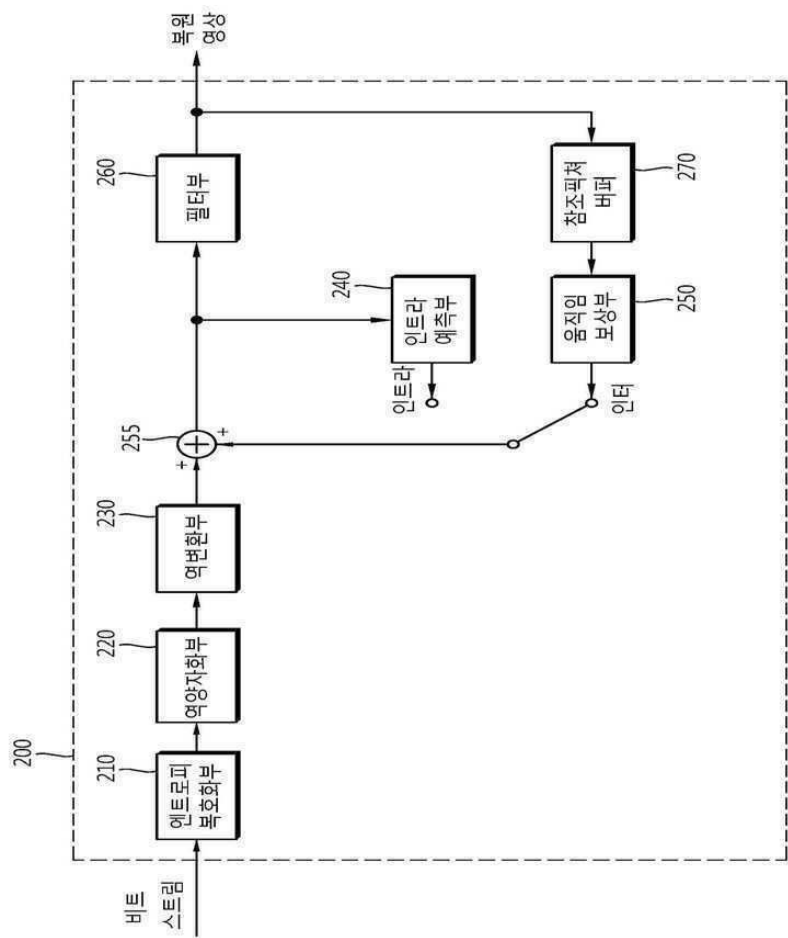 200
비트
스트림
210
엔트로피
복호화부
220
역양자화부
230
역변환부
255
+
+
260
필터부
복원
영상
240
인트라
예측부
인트라
인터
움직임
보상부
250
참조픽쳐
버퍼
270